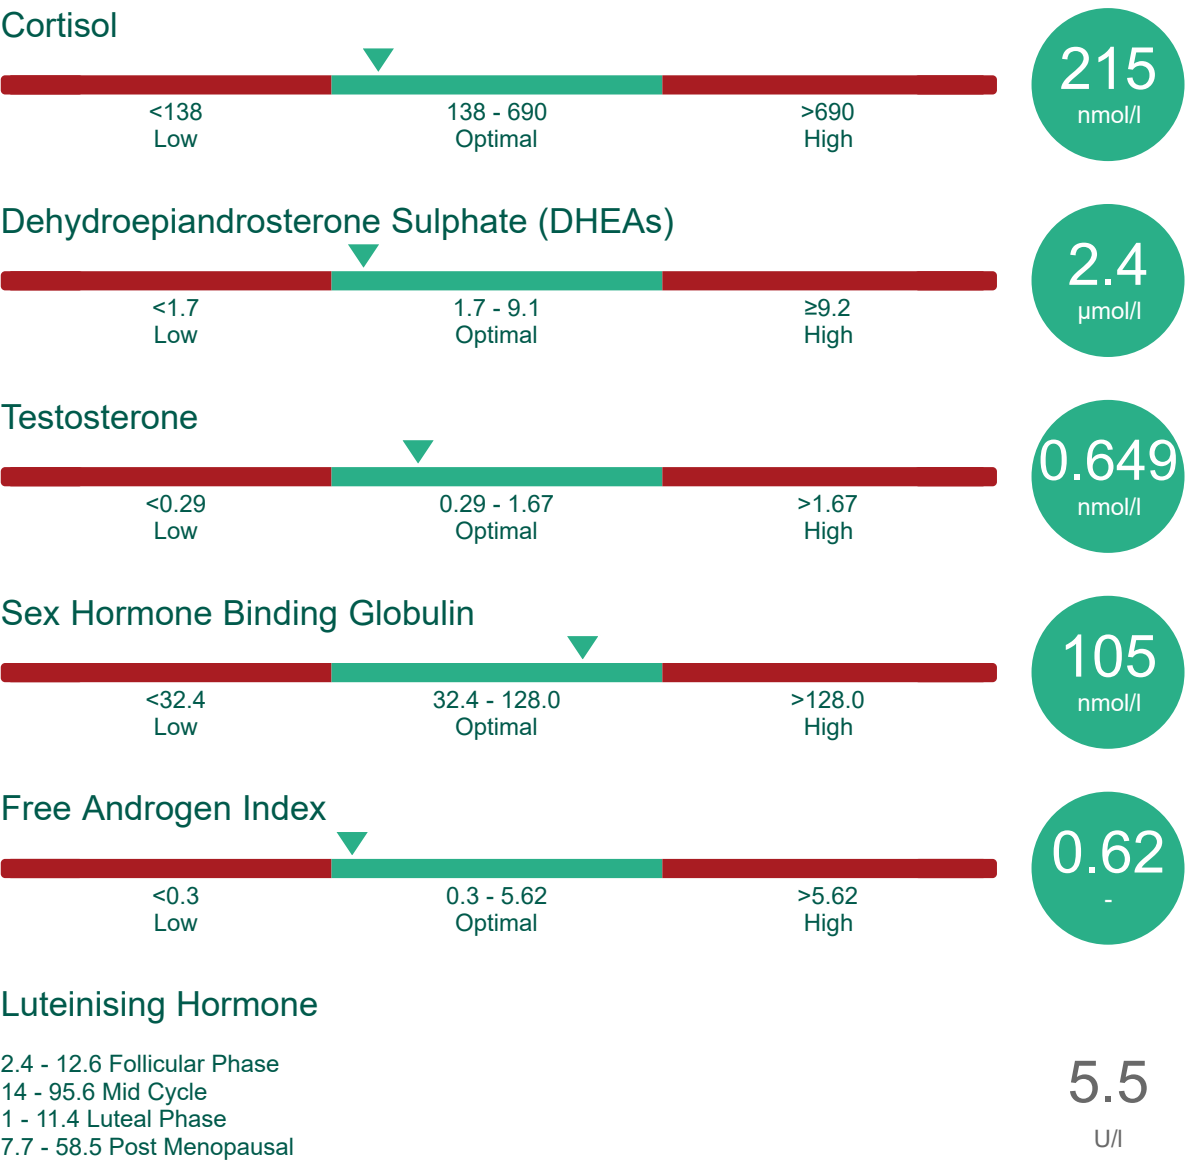 Cortisol
215
nmol/l
<138 138 - 690 >690
Low Optimal High
Dehydroepiandrosterone Sulphate (DHEAs)
2.4
µmol/l
<1.7 1.7 - 9.1 ≥9.2
Low Optimal High
Testosterone
0.649
nmol/l
<0.29 0.29 - 1.67 >1.67
Low Optimal High
Sex Hormone Binding Globulin
105
nmol/l
<32.4 32.4 - 128.0 >128.0
Low Optimal High
Free Androgen Index
0.62
-
<0.3 0.3 - 5.62 >5.62
Low Optimal High
Luteinising Hormone
2.4 - 12.6 Follicular Phase
14 - 95.6 Mid Cycle
1 - 11.4 Luteal Phase
7.7 - 58.5 Post Menopausal
5.5
U/l